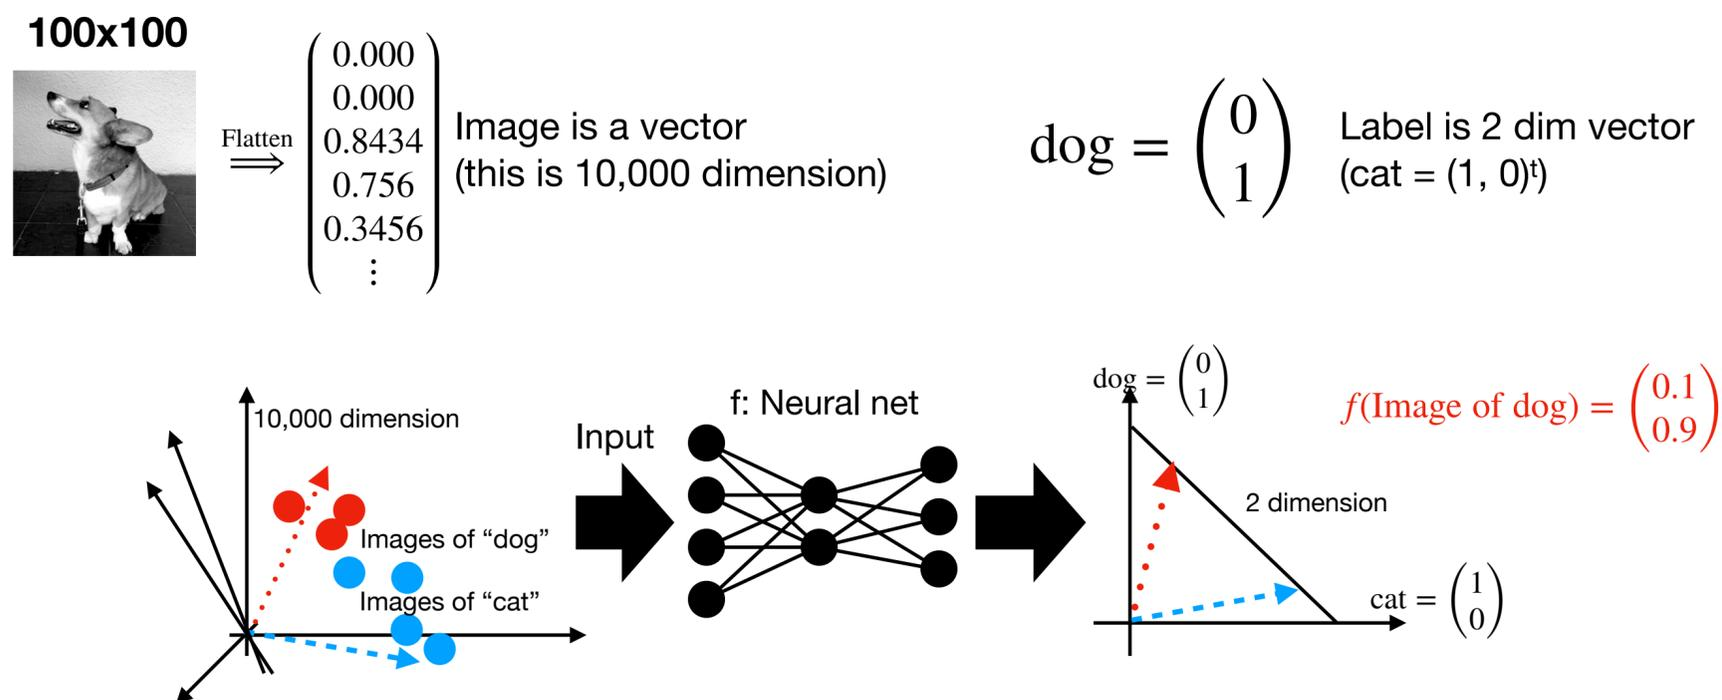 100x100
Flatten
⟹
0.000
0.000
0.8434
0.756
0.3456
⋮
Image is a vector
(this is 10,000 dimension)
dog = (0 1)
Label is 2 dim vector
(cat = (1, 0)ᵗ)
10,000 dimension
Images of “dog”
Images of “cat”
Input
f: Neural net
dog = (0 1)
2 dimension
cat = (1 0)
f(Image of dog) = (0.1 0.9)